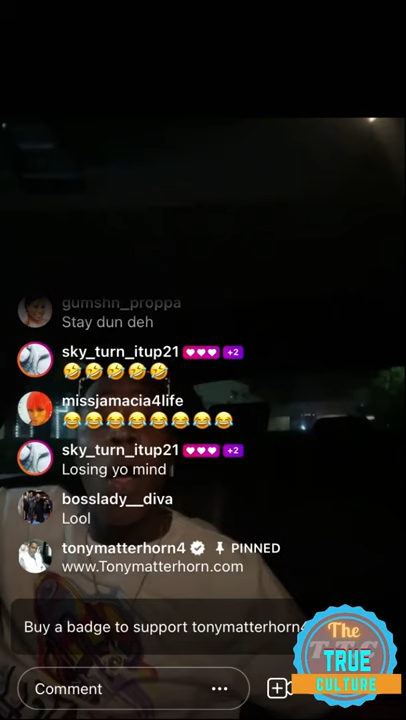 gumshn_proppa
Stay dun deh
sky_turn_itup21 +2
🤣🤣🤣🤣🤣
missjamacia4life
😂😂😂😂😂😂😂😂
sky_turn_itup21 +2
Losing yo mind
bosslady__diva
Lool
tonymatterhorn4 PINNED
www.Tonymatterhorn.com
Buy a badge to support tonymatterhorn4
Comment
The
TRUE
CULTURE